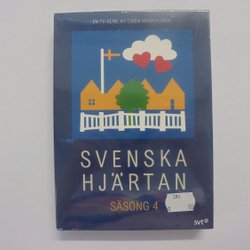 EN TV-SERIE AV CARIN MANNHEIMER
SVENSKA
HJÄRTAN
SÄSONG 4
svt